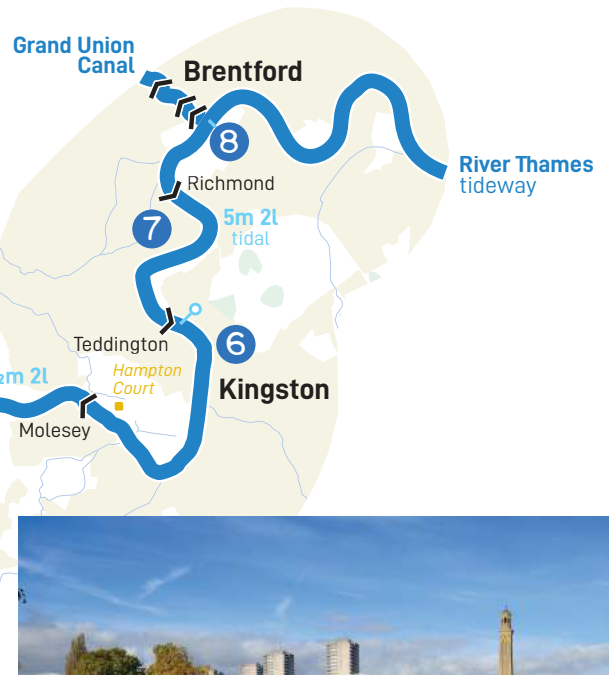 Grand Union
Canal
Brentford
8
River Thames
tideway
Richmond
7
5m 2l
tidal
Teddington
6
Hampton
Court
Kingston
m 2l
Molesey